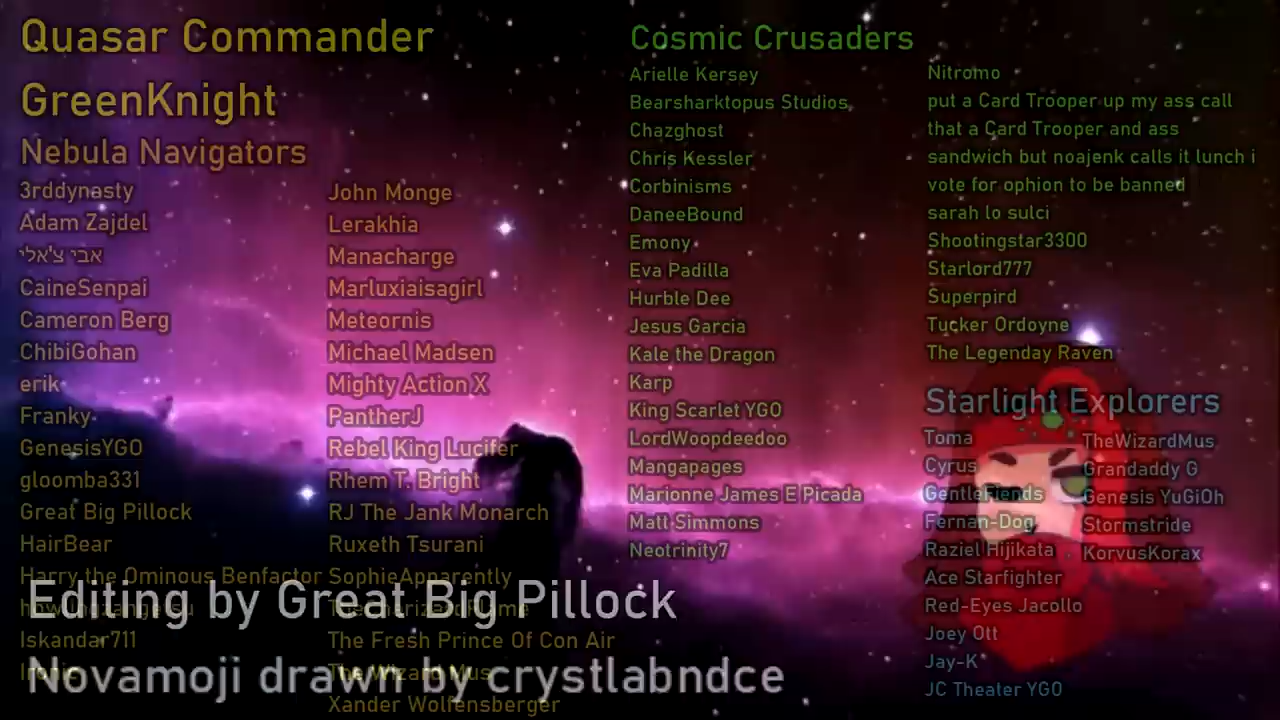 Quasar Commander
GreenKnight
Nebula Navigators
3rddynasty
Adam Zajdel
אבי צ'אלי
CaineSenpai
Cameron Berg
ChibiGohan
erik
Franky
GenesisYGO
gloomba331
Great Big Pillock
HairBear
Harry the Ominous Benfactor
Iskandar711
John Monge
Lerakhia
Manacharge
Marluxiaisagirl
Meteornis
Michael Madsen
Mighty Action X
PantherJ
Rebel King Lucifer
Rhem T. Bright
RJ The Jank Monarch
Ruxeth Tsurani
SophieApparently
The Fresh Prince Of Con Air
The Wizard Mus
Xander Wolfensberger
Cosmic Crusaders
Arielle Kersey
Bearsharktopus Studios
Chazghost
Chris Kessler
Corbinisms
DaneeBound
Emony
Eva Padilla
Hurble Dee
Jesus Garcia
Kale the Dragon
Karp
King Scarlet YGO
LordWoopdeedoo
Mangapages
Marionne James E Picada
Matt Simmons
Neotrinity7
Nitromo
put a Card Trooper up my ass call
that a Card Trooper and ass
sandwich but noajenk calls it lunch i
vote for ophion to be banned
sarah lo sulci
Shootingstar3300
Starlord777
Superpird
Tucker Ordoyne
The Legenday Raven
Starlight Explorers
Toma
Cyrus
GentleFiends
Fernan-Dog
Raziel Hijikata
Ace Starfighter
Red-Eyes Jacollo
Joey Ott
Jay-K
JC Theater YGO
TheWizardMus
Grandaddy G
Genesis YuGiOh
Stormstride
KorvusKorax
Editing by Great Big Pillock
Novamoji drawn by crystlabndce